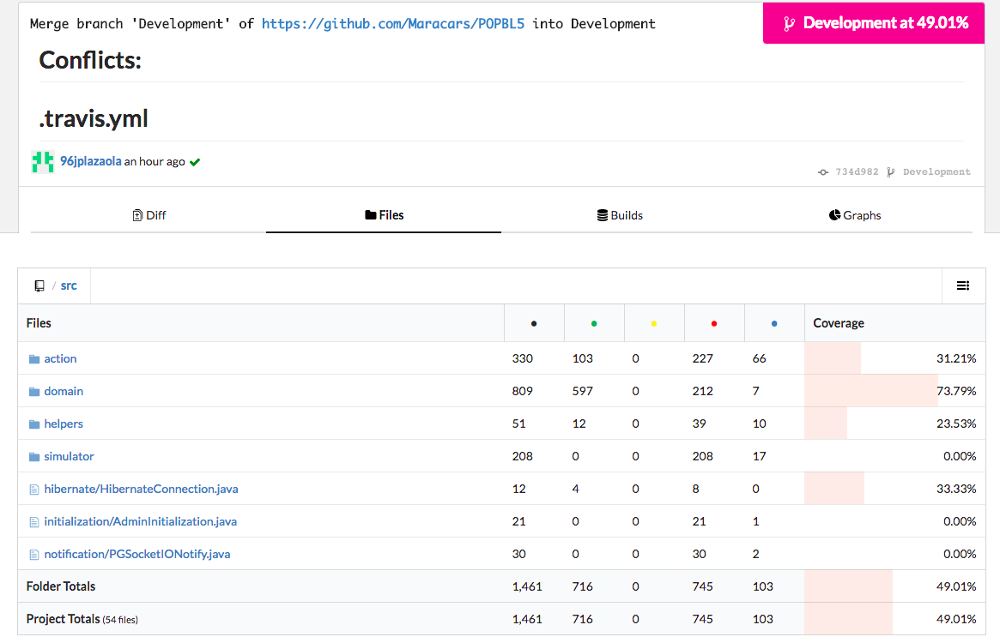 Merge branch 'Development' of https://github.com/Maracars/POPBL5 into Development
Development at 49.01%
Conflicts:
.travis.yml
96jplazaola an hour ago
734d982 Development
Diff Files Builds Graphs
/ src
Files Coverage
action 330 103 0 227 66 31.21%
domain 809 597 0 212 7 73.79%
helpers 51 12 0 39 10 23.53%
simulator 208 0 0 208 17 0.00%
hibernate/HibernateConnection.java 12 4 0 8 0 33.33%
initialization/AdminInitialization.java 21 0 0 21 1 0.00%
notification/PGSocketIONotify.java 30 0 0 30 2 0.00%
Folder Totals 1,461 716 0 745 103 49.01%
Project Totals (54 files) 1,461 716 0 745 103 49.01%